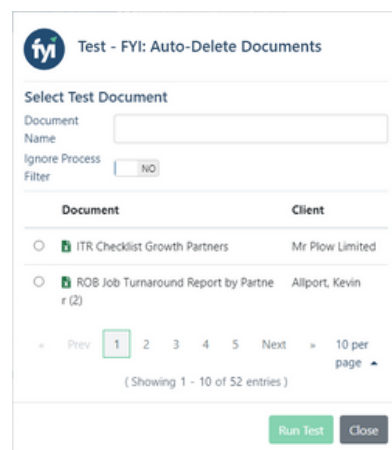 fyi
Test - FYI: Auto-Delete Documents
Select Test Document
Document
Name
Ignore Process
Filter
NO
Document Client
ITR Checklist Growth Partners Mr Plow Limited
ROB Job Turnaround Report by Partne Allport, Kevin
r (2)
« Prev 1 2 3 4 5 Next » 10 per
page
( Showing 1 - 10 of 52 entries )
Run Test Close